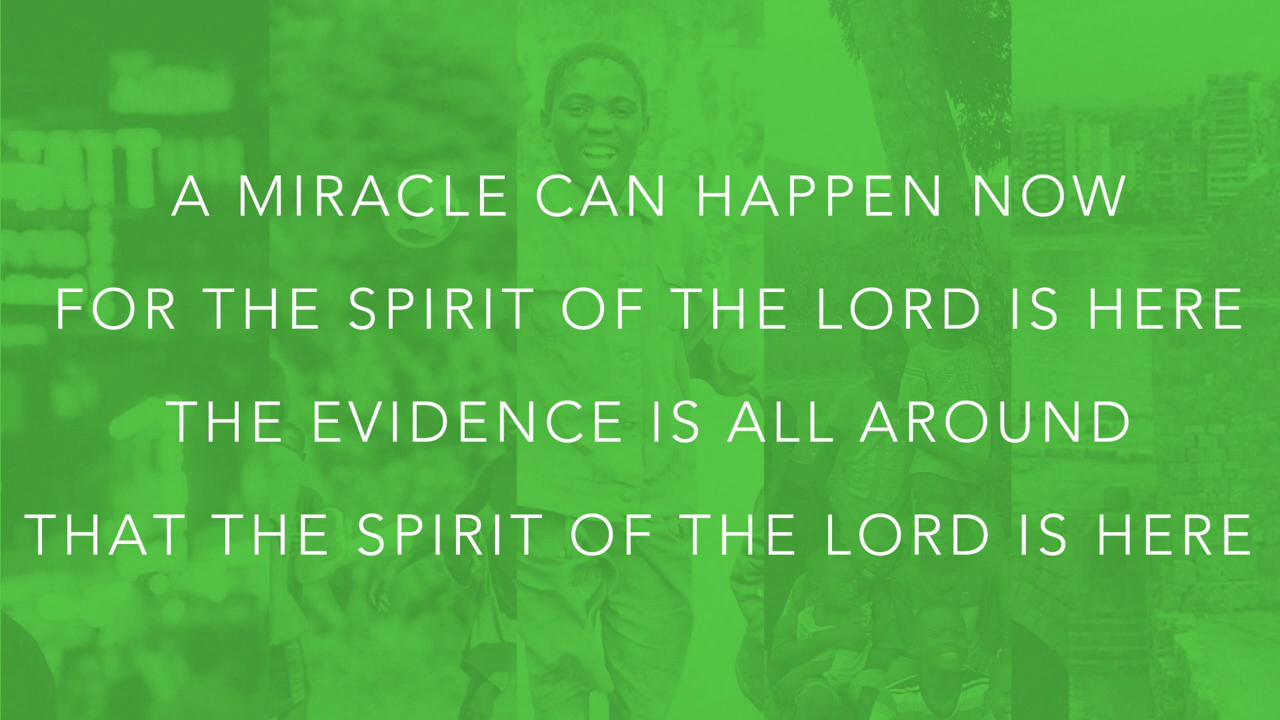 A MIRACLE CAN HAPPEN NOW
FOR THE SPIRIT OF THE LORD IS HERE
THE EVIDENCE IS ALL AROUND
THAT THE SPIRIT OF THE LORD IS HERE